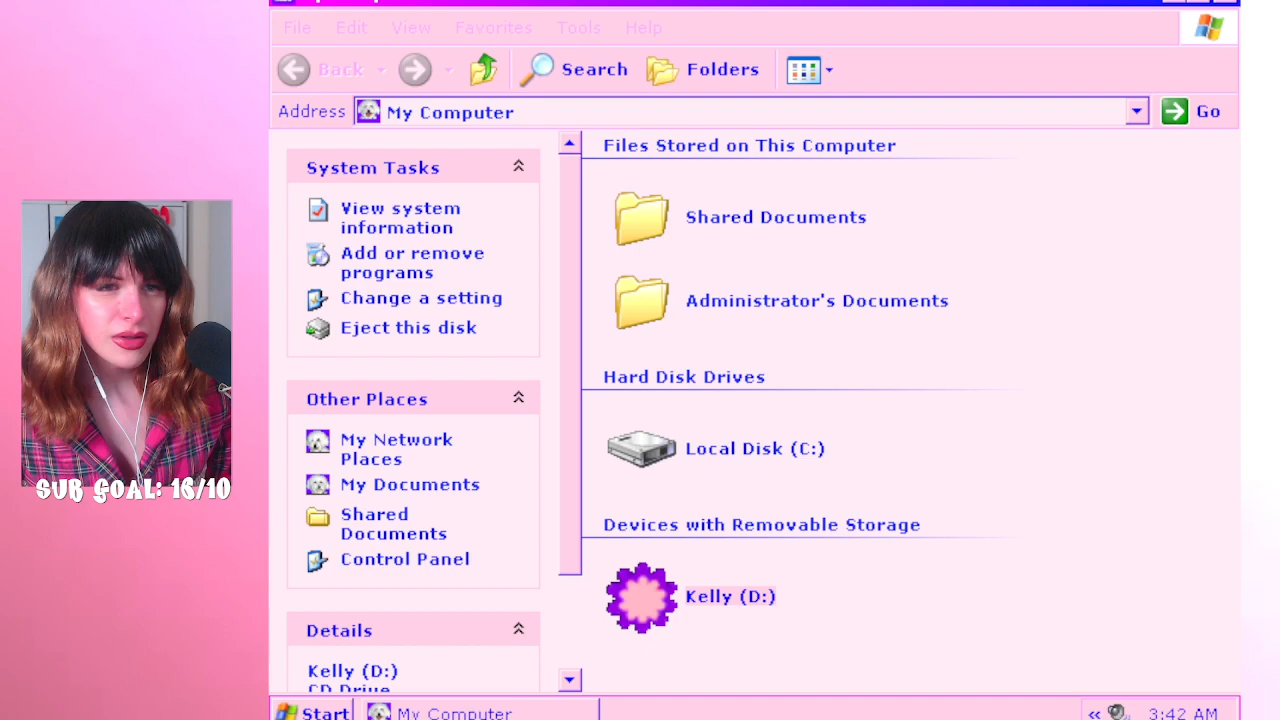 File Edit View Favorites Tools Help
Back Search Folders
Address My Computer Go
System Tasks
View system
information
Add or remove
programs
Change a setting
Eject this disk
Other Places
My Network
Places
My Documents
Shared
Documents
Control Panel
Details
Kelly (D:)
CD Drive
Files Stored on This Computer
Shared Documents
Administrator's Documents
Hard Disk Drives
Local Disk (C:)
Devices with Removable Storage
Kelly (D:)
SUB GOAL: 16/10
Start My Computer « 3:42 AM